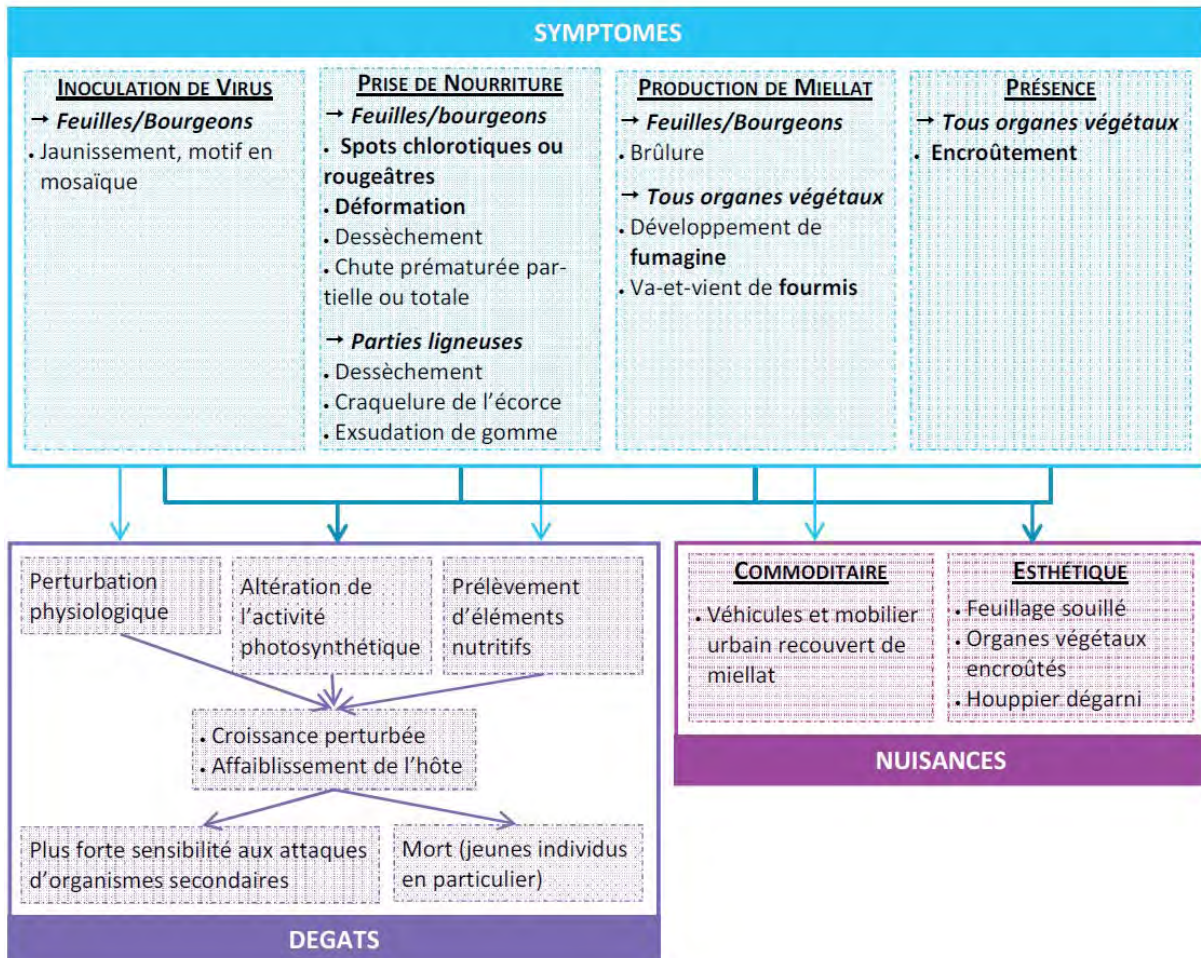 SYMPTOMES
INOCULATION DE VIRUS
→ Feuilles/Bourgeons
• Jaunissement, motif en
mosaïque
PRISE DE NOURRITURE
→ Feuilles/bourgeons
• Spots chlorotiques ou
rougeâtres
• Déformation
• Dessèchement
• Chute prématurée par-
tielle ou totale
→ Parties ligneuses
• Dessèchement
• Craquelure de l'écorce
• Exsudation de gomme
PRODUCTION DE MIELLAT
→ Feuilles/Bourgeons
• Brûlure
→ Tous organes végétaux
• Développement de
fumagine
• Va-et-vient de fourmis
PRÉSENCE
→ Tous organes végétaux
• Encroûtement
Perturbation
physiologique
Altération de
l'activité
photosynthétique
Prélèvement
d'éléments
nutritifs
• Croissance perturbée
• Affaiblissement de l'hôte
Plus forte sensibilité aux attaques
d'organismes secondaires
Mort (jeunes individus
en particulier)
DEGATS
COMMODITAIRE
• Véhicules et mobilier
urbain recouvert de
miellat
ESTHÉTIQUE
• Feuillage souillé
• Organes végétaux
encroûtés
• Houppier dégarni
NUISANCES